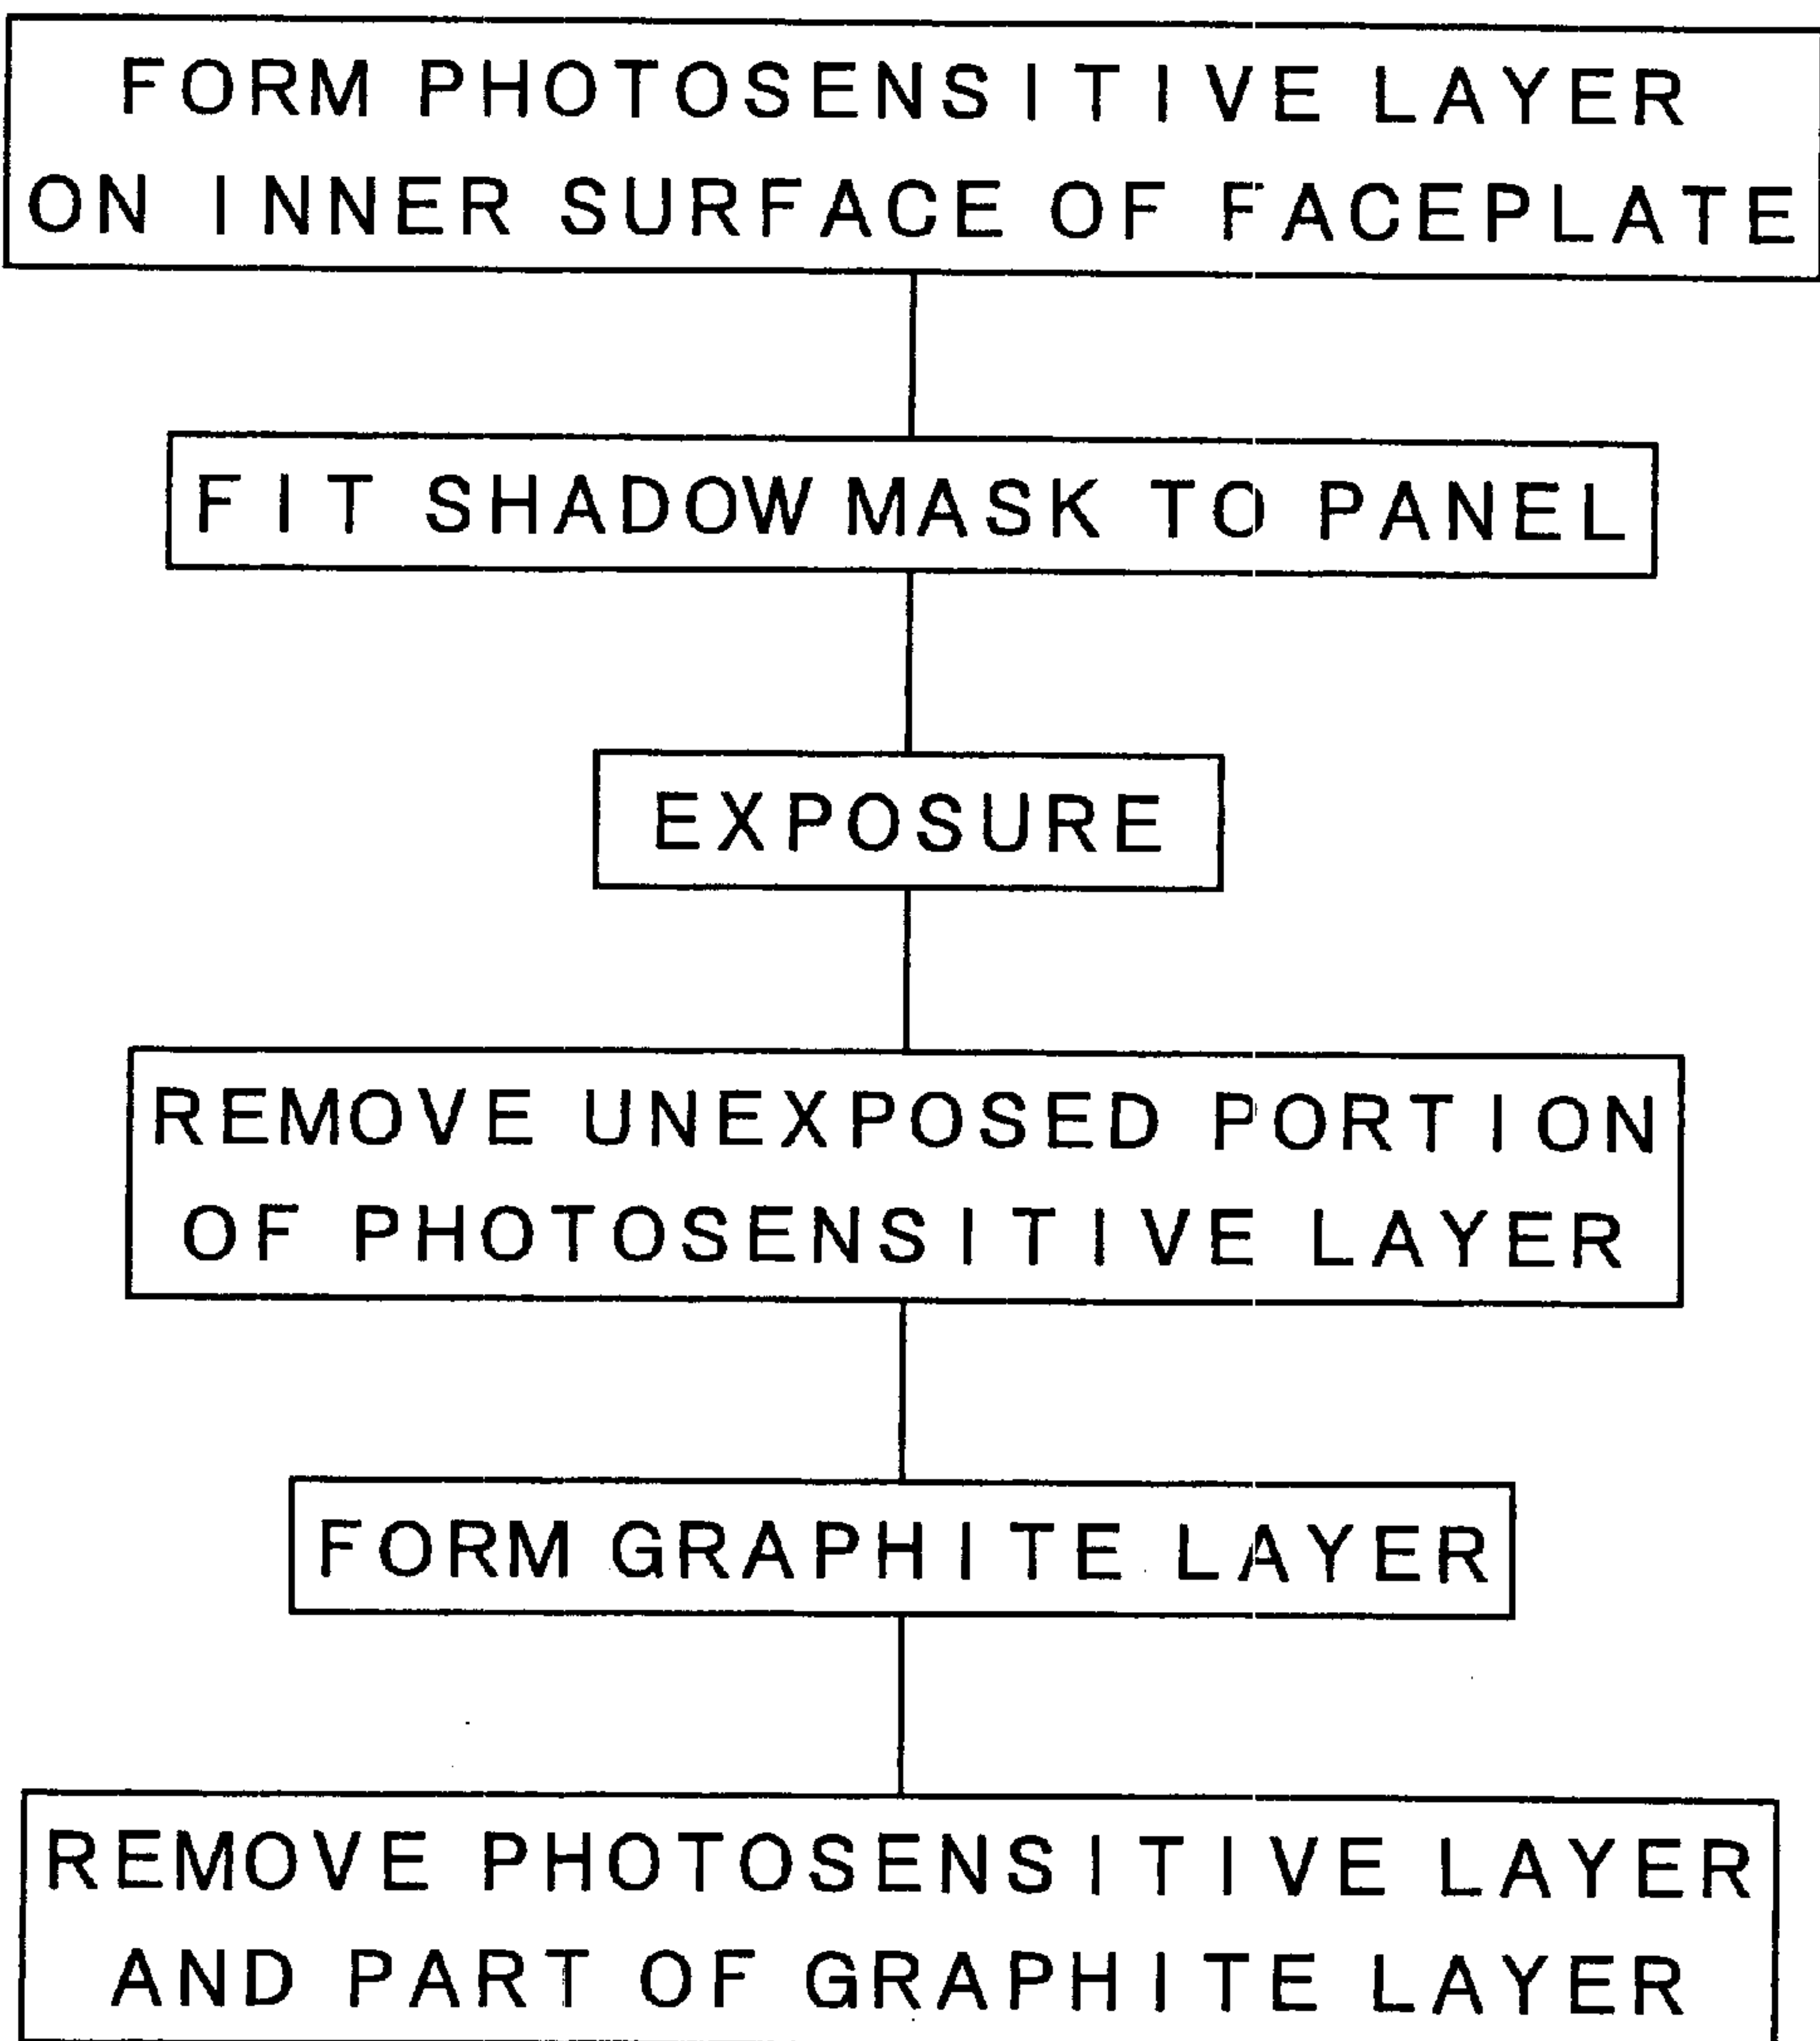 FORM PHOTOSENSITIVE LAYER
ON INNER SURFACE OF FACEPLATE
FIT SHADOW MASK TO PANEL
EXPOSURE
REMOVE UNEXPOSED PORTION
OF PHOTOSENSITIVE LAYER
FORM GRAPHITE LAYER
REMOVE PHOTOSENSITIVE LAYER
AND PART OF GRAPHITE LAYER